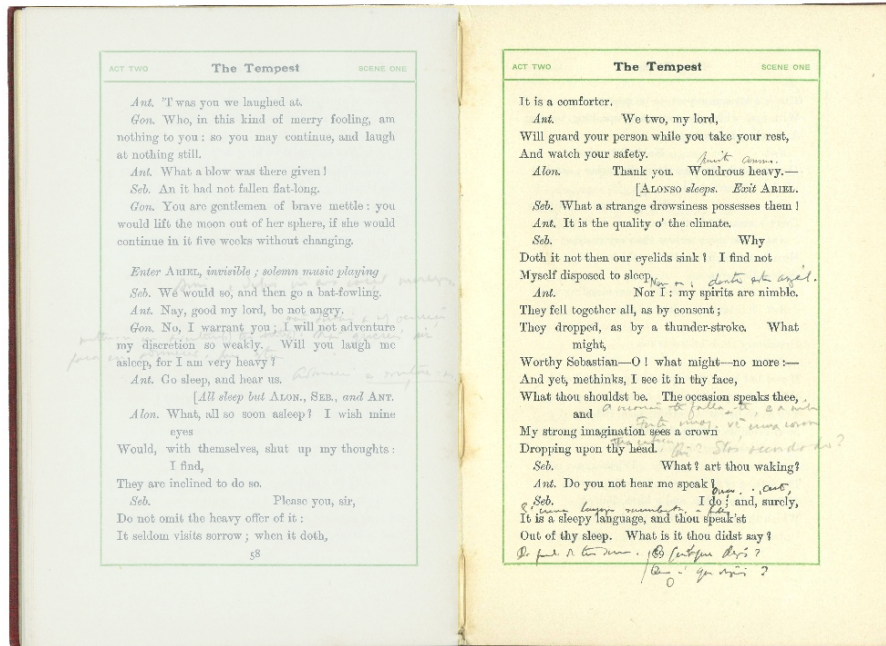 ACT TWO The Tempest SCENE ONE
Ant. 'Twas you we laughed at.
Gon. Who, in this kind of merry fooling, am
nothing to you : so you may continue, and laugh
at nothing still.
Ant. What a blow was there given !
Seb. An it had not fallen flat-long.
Gon. You are gentlemen of brave mettle : you
would lift the moon out of her sphere, if she would
continue in it five weeks without changing.
Enter ARIEL, invisible ; solemn music playing
Seb. We would so, and then go a bat-fowling.
Ant. Nay, good my lord, be not angry.
Gon. No, I warrant you ; I will not adventure
my discretion so weakly. Will you laugh me
asleep, for I am very heavy ?
Ant. Go sleep, and hear us.
[All sleep but ALON., SEB., and ANT.
Alon. What, all so soon asleep ? I wish mine
eyes
Would, with themselves, shut up my thoughts :
I find,
They are inclined to do so.
Seb. Please you, sir,
Do not omit the heavy offer of it :
It seldom visits sorrow ; when it doth,
58
ACT TWO The Tempest SCENE ONE
It is a comforter.
Ant. We two, my lord,
Will guard your person while you take your rest,
And watch your safety.
Alon. Thank you. Wondrous heavy.—
[ALONSO sleeps. Exit ARIEL.
Seb. What a strange drowsiness possesses them !
Ant. It is the quality o' the climate.
Seb. Why
Doth it not then our eyelids sink ? I find not
Myself disposed to sleep.
Ant. Nor I : my spirits are nimble.
They fell together all, as by consent ;
They dropped, as by a thunder-stroke. What
might,
Worthy Sebastian—O ! what might—no more :—
And yet, methinks, I see it in thy face,
What thou shouldst be. The occasion speaks thee,
and
My strong imagination sees a crown
Dropping upon thy head.
Seb. What ? art thou waking?
Ant. Do you not hear me speak ?
Seb. I do ; and, surely,
It is a sleepy language, and thou speak'st
Out of thy sleep. What is it thou didst say ?